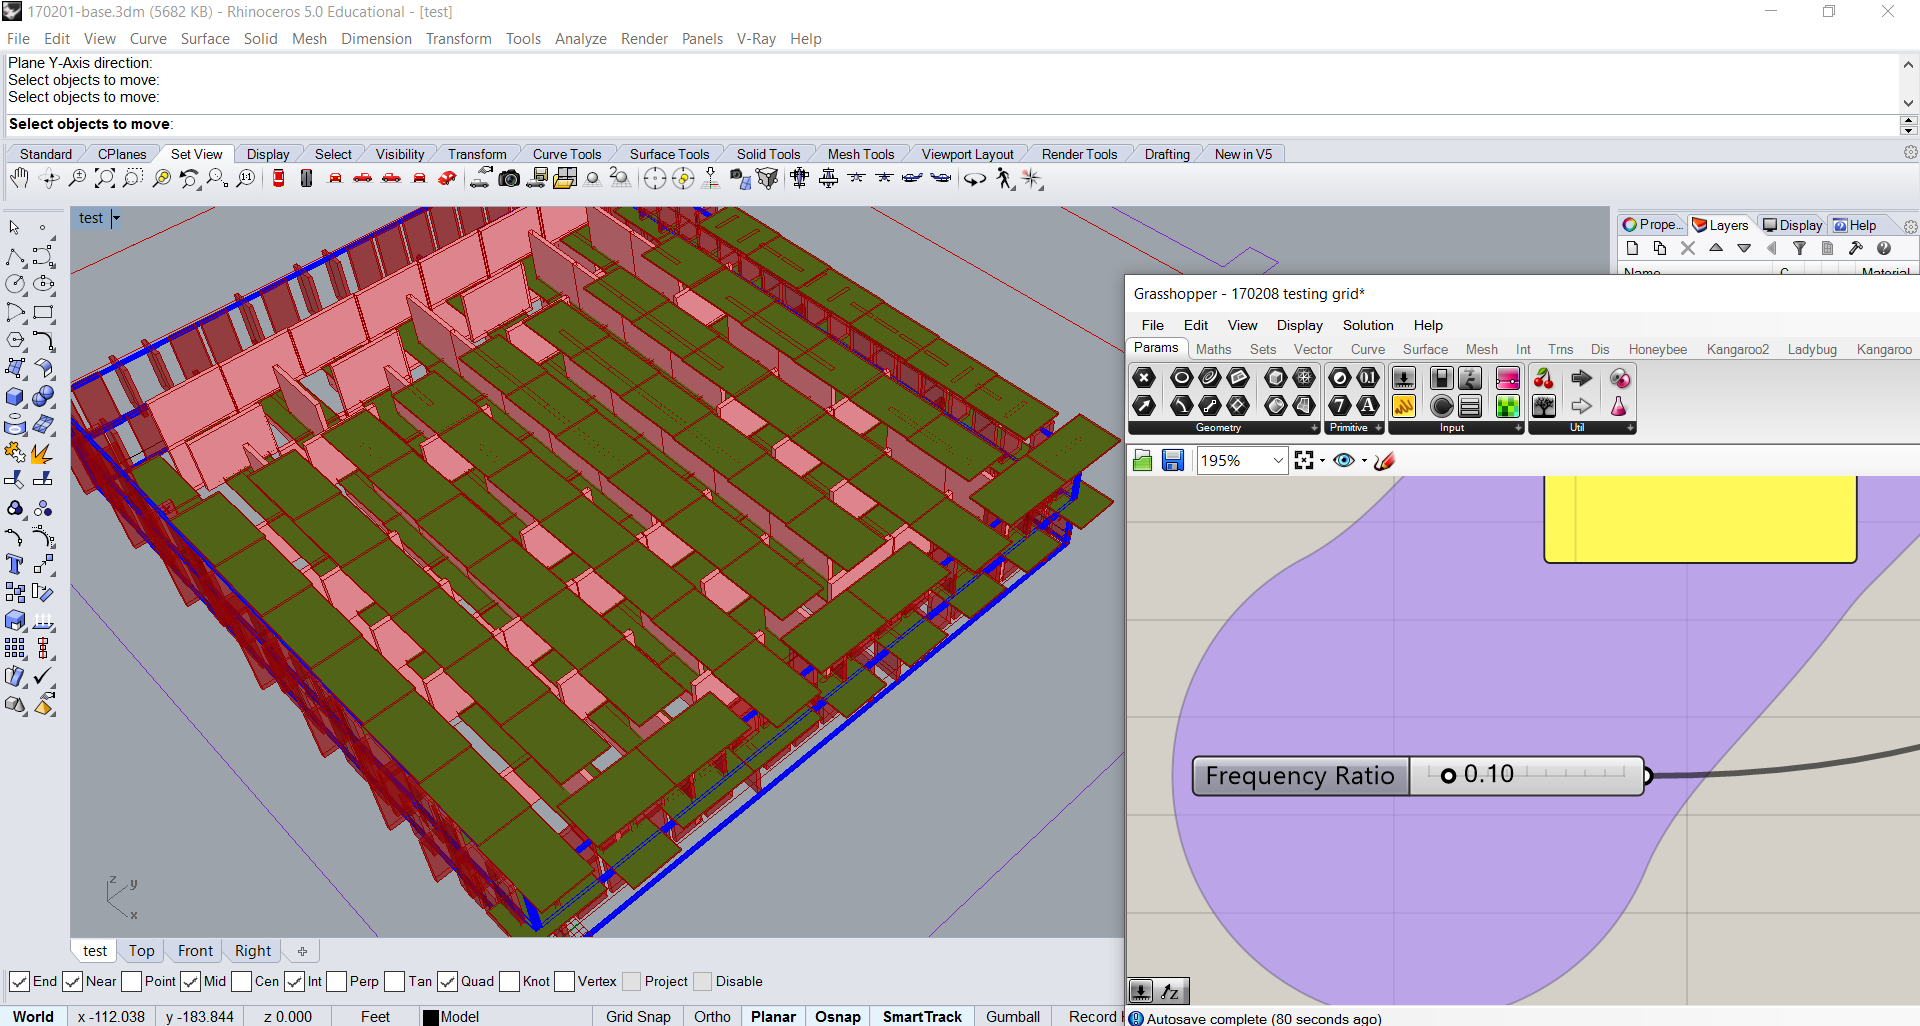 170201-base.3dm (5682 KB) - Rhinoceros 5.0 Educational - [test]
File Edit View Curve Surface Solid Mesh Dimension Transform Tools Analyze Render Panels V-Ray Help
Plane Y-Axis direction:
Select objects to move:
Select objects to move:
Select objects to move:
Standard CPlanes Set View Display Select Visibility Transform Curve Tools Surface Tools Solid Tools Mesh Tools Viewport Layout Render Tools Drafting New in V5
test
Prope... Layers Display Help
Name C Material
Grasshopper - 170208 testing grid*
File Edit View Display Solution Help
Params Maths Sets Vector Curve Surface Mesh Int Trns Dis Honeybee Kangaroo2 Ladybug Kangaroo
Geometry Primitive Input Util
195%
Frequency Ratio 0.10
z y x
test Top Front Right
End Near Point Mid Cen Int Perp Tan Quad Knot Vertex Project Disable
World x -112.038 y -183.844 z 0.000 Feet Model Grid Snap Ortho Planar Osnap SmartTrack Gumball Record
Autosave complete (80 seconds ago)